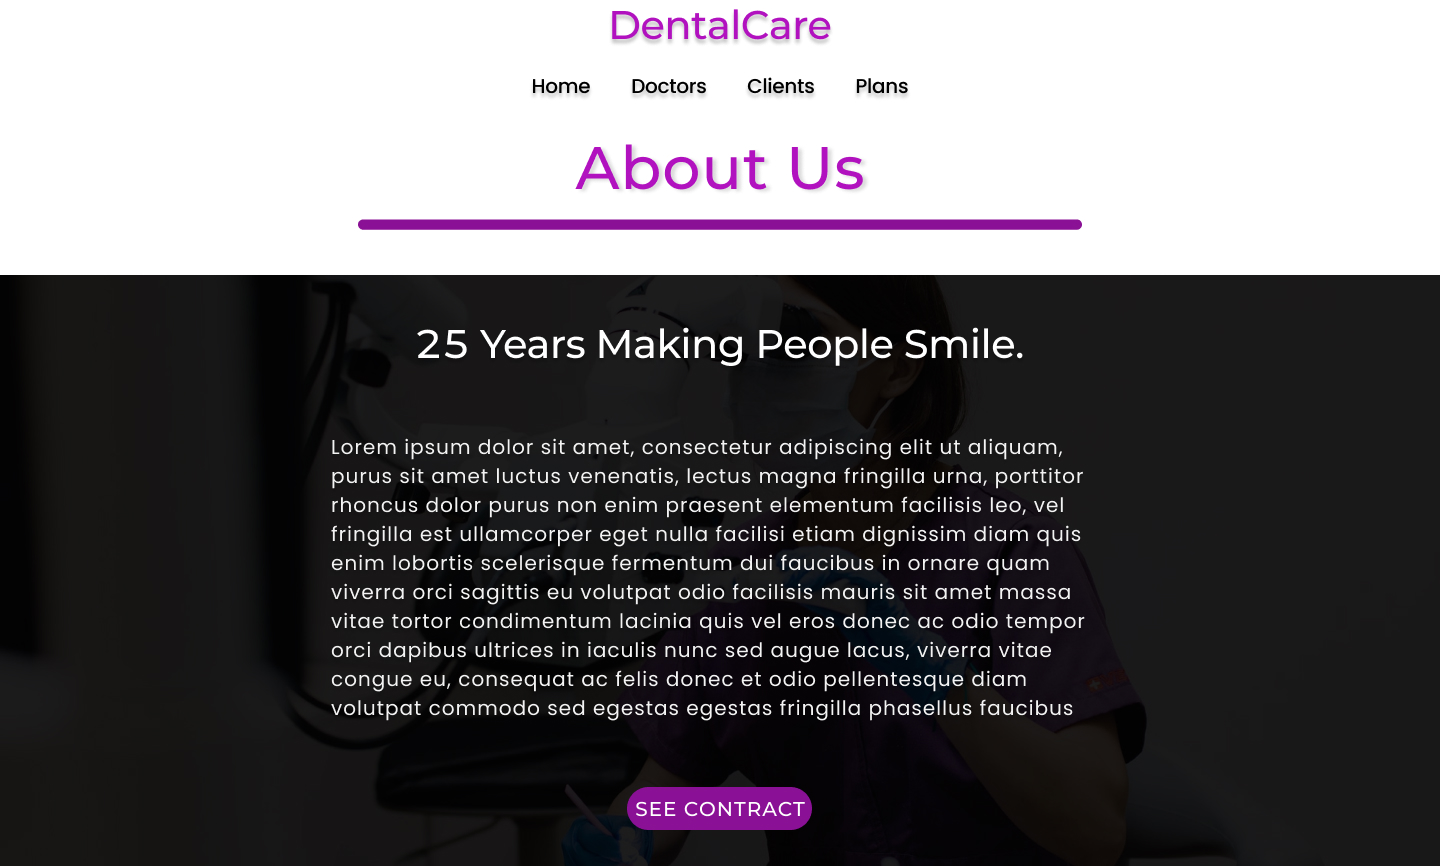 DentalCare
Home Doctors Clients Plans
About Us
25 Years Making People Smile.
Lorem ipsum dolor sit amet, consectetur adipiscing elit ut aliquam,
purus sit amet luctus venenatis, lectus magna fringilla urna, porttitor
rhoncus dolor purus non enim praesent elementum facilisis leo, vel
fringilla est ullamcorper eget nulla facilisi etiam dignissim diam quis
enim lobortis scelerisque fermentum dui faucibus in ornare quam
viverra orci sagittis eu volutpat odio facilisis mauris sit amet massa
vitae tortor condimentum lacinia quis vel eros donec ac odio tempor
orci dapibus ultrices in iaculis nunc sed augue lacus, viverra vitae
congue eu, consequat ac felis donec et odio pellentesque diam
volutpat commodo sed egestas egestas fringilla phasellus faucibus
SEE CONTRACT